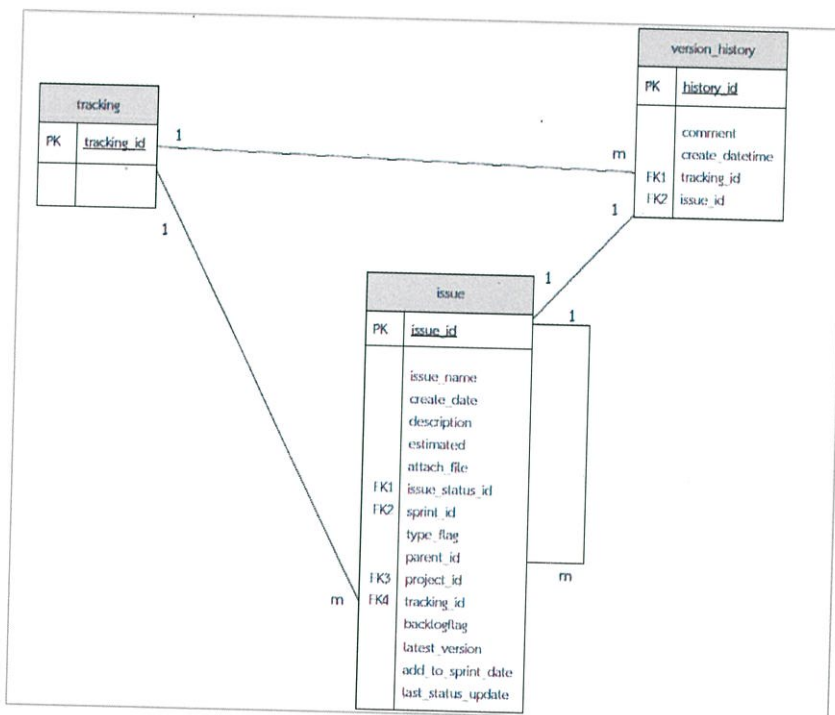 version_history
PK history_id
comment
create_datetime
FK1 tracking_id
FK2 issue_id
tracking
PK tracking_id
1
m
1
1
1
1
issue
PK issue_id
issue_name
create_date
description
estimated
attach_file
FK1 issue_status_id
FK2 sprint_id
type_flag
parent_id
FK3 project_id
FK4 tracking_id
backlogflag
latest_version
add_to_sprint_date
last_status_update
m
m